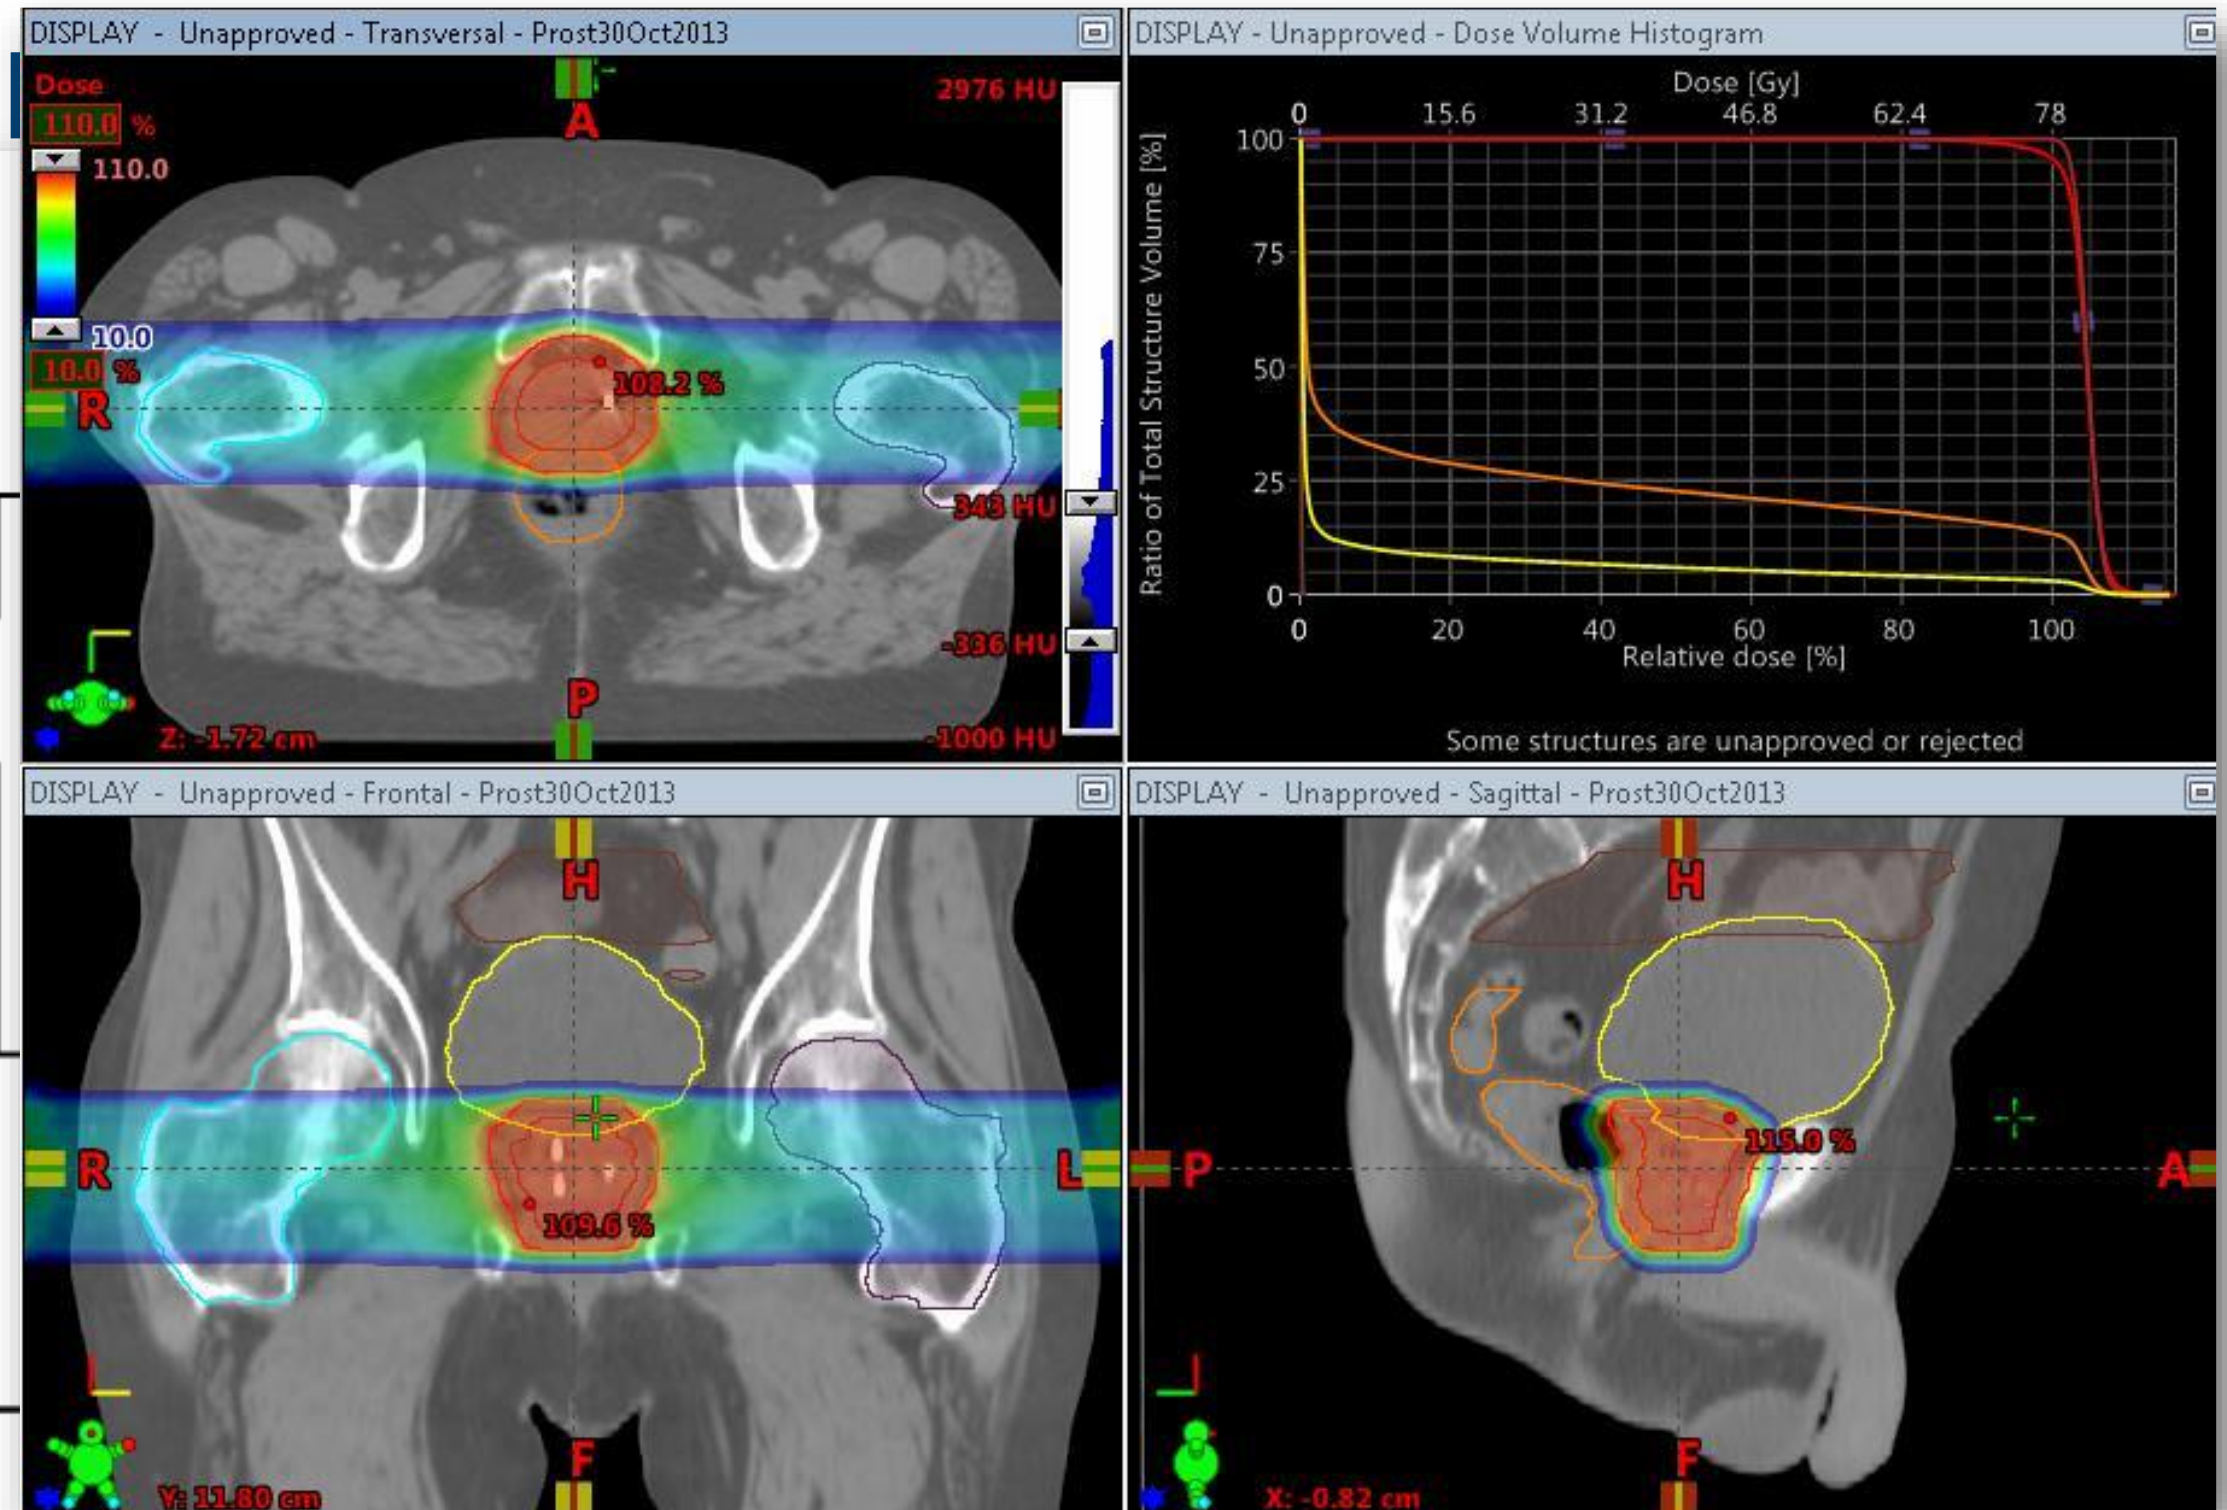 DISPLAY - Unapproved - Transversal - Prost30Oct2013
Dose
110.0 %
110.0
10.0
10.0 %
A
R
P
108.2 %
2976 HU
343 HU
-336 HU
-1000 HU
Z: -1.72 cm
DISPLAY - Unapproved - Dose Volume Histogram
Dose [Gy]
0 15.6 31.2 46.8 62.4 78
Ratio of Total Structure Volume [%]
100
75
50
25
0
0 20 40 60 80 100
Relative dose [%]
Some structures are unapproved or rejected
DISPLAY - Unapproved - Frontal - Prost30Oct2013
H
R
L
109.6 %
F
Y: 11.80 cm
DISPLAY - Unapproved - Sagittal - Prost30Oct2013
H
115.0 %
P
A
F
X: -0.82 cm